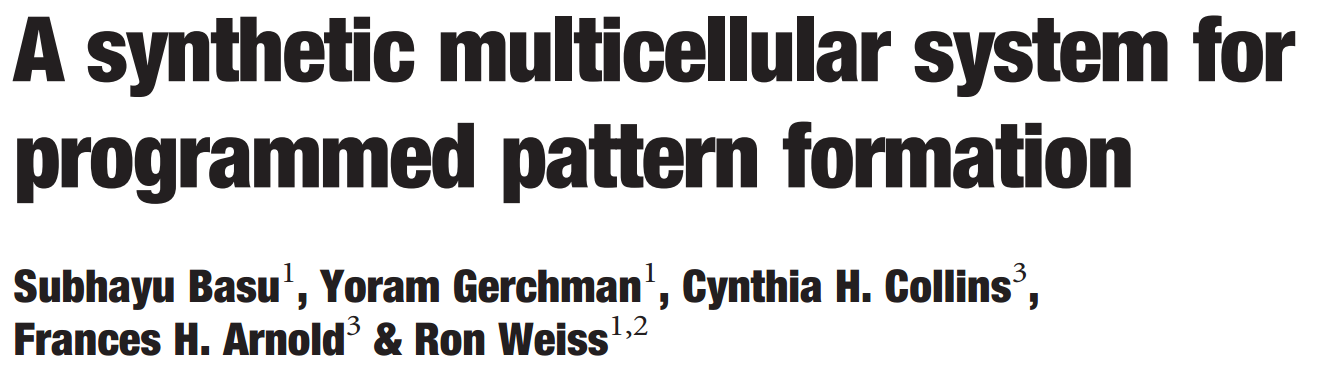 A synthetic multicellular system for
programmed pattern formation
Subhayu Basu1, Yoram Gerchman1, Cynthia H. Collins3,
Frances H. Arnold3 & Ron Weiss1,2